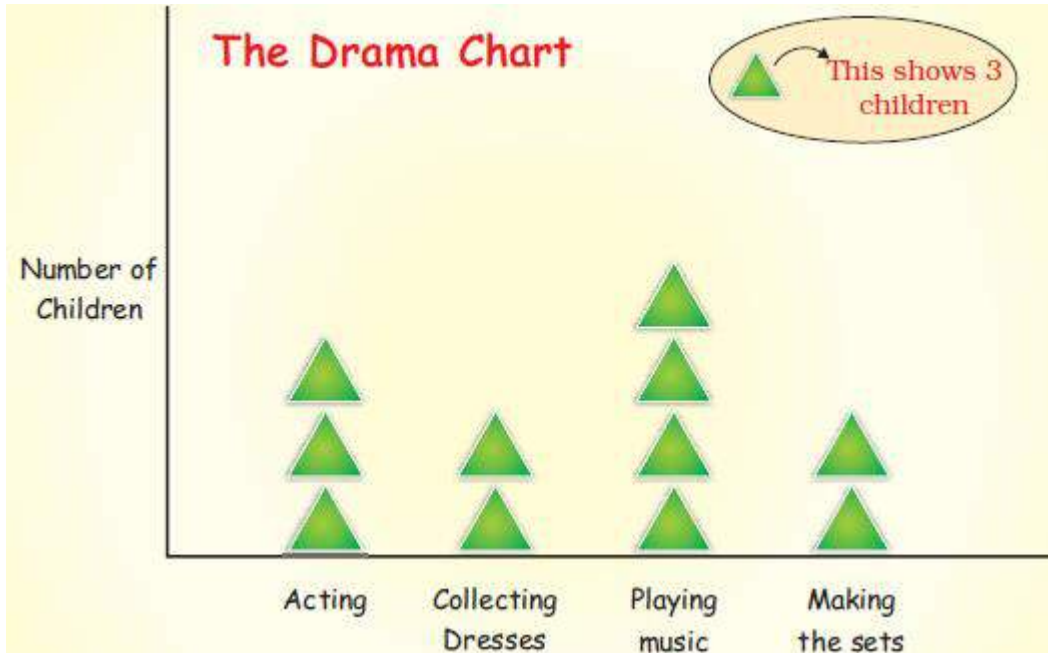 The Drama Chart
This shows 3
children
Number of
Children
Acting
Collecting
Dresses
Playing
music
Making
the sets